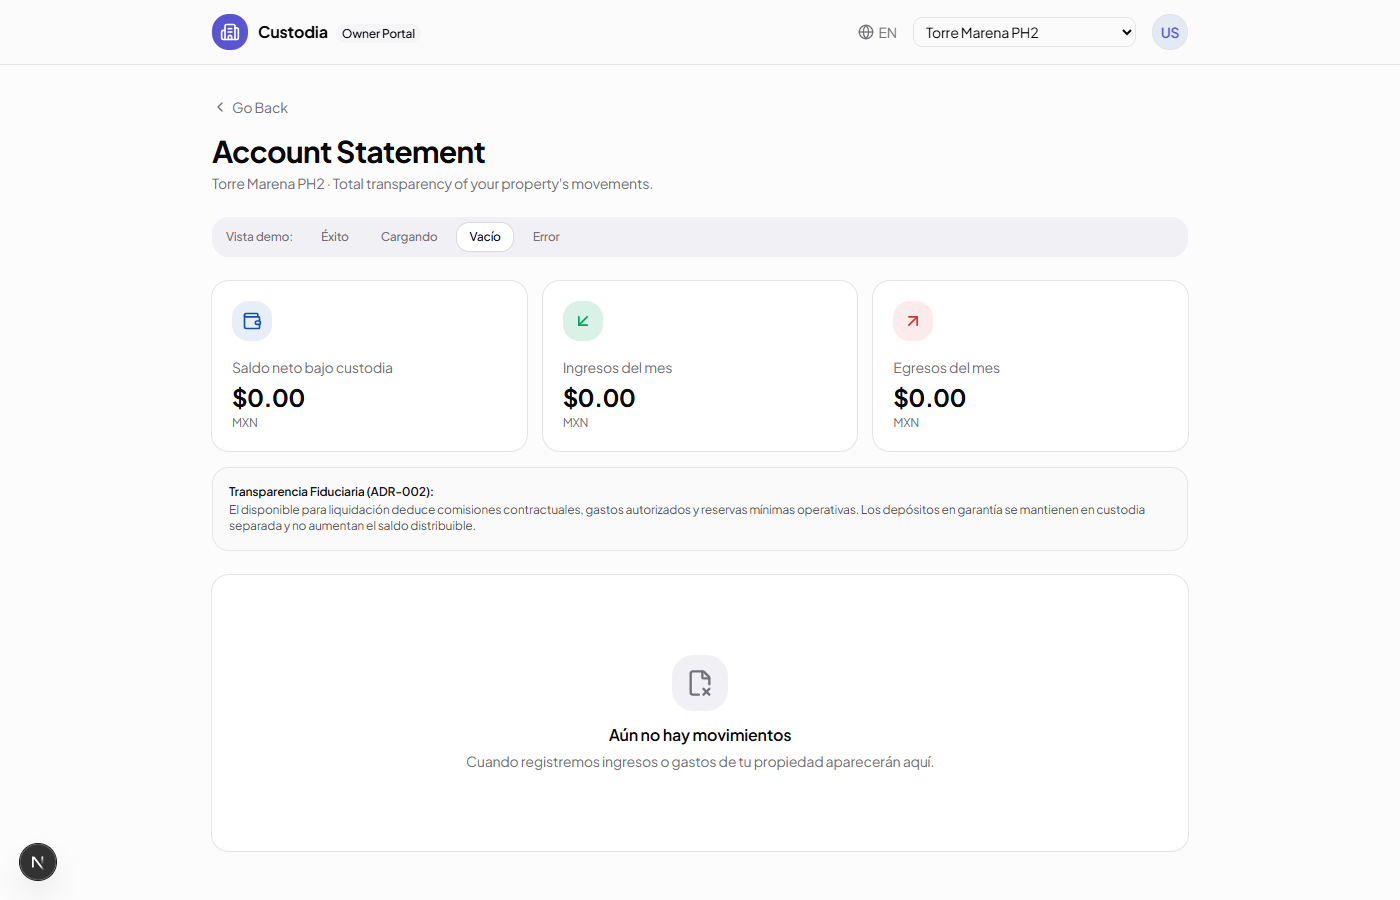 Custodia
Owner Portal
EN
Torre Marena PH2
US
Go Back
Account Statement
Torre Marena PH2 · Total transparency of your property's movements.
Vista demo:
Éxito
Cargando
Vacío
Error
Saldo neto bajo custodia
$0.00
MXN
Ingresos del mes
$0.00
MXN
Egresos del mes
$0.00
MXN
Transparencia Fiduciaria (ADR-002):
El disponible para liquidación deduce comisiones contractuales, gastos autorizados y reservas mínimas operativas. Los depósitos en garantía se mantienen en custodia
separada y no aumentan el saldo distribuible.
Aún no hay movimientos
Cuando registremos ingresos o gastos de tu propiedad aparecerán aquí.
N